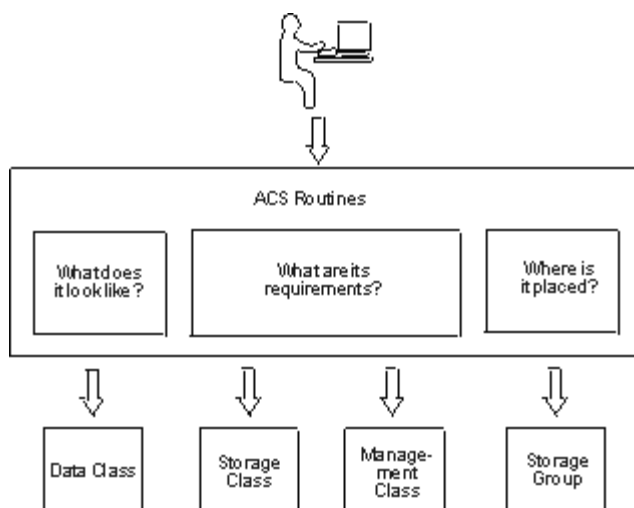 ACS Routines
What does
it look like?
What are its
requirements?
Where is
it placed?
Data Class
Storage
Class
Manage-
ment
Class
Storage
Group